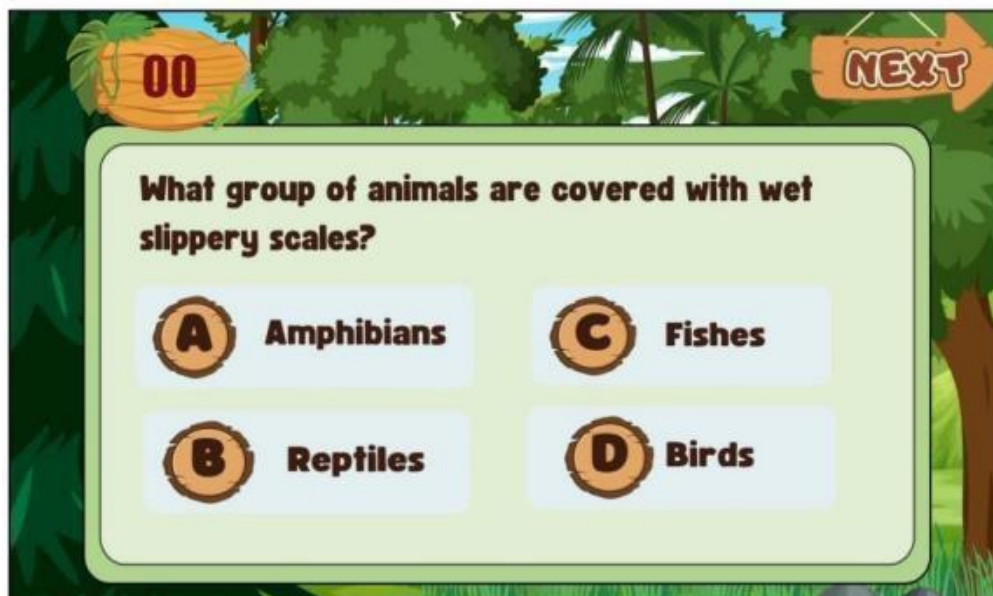 00
NEXT
What group of animals are covered with wet
slippery scales?
A Amphibians
C Fishes
B Reptiles
D Birds